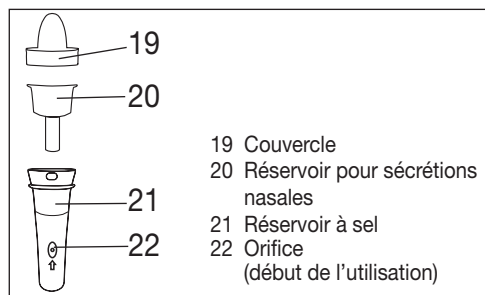 19
20
21
22
19 Couvercle
20 Réservoir pour sécrétions
nasales
21 Réservoir à sel
22 Orifice
(début de l'utilisation)